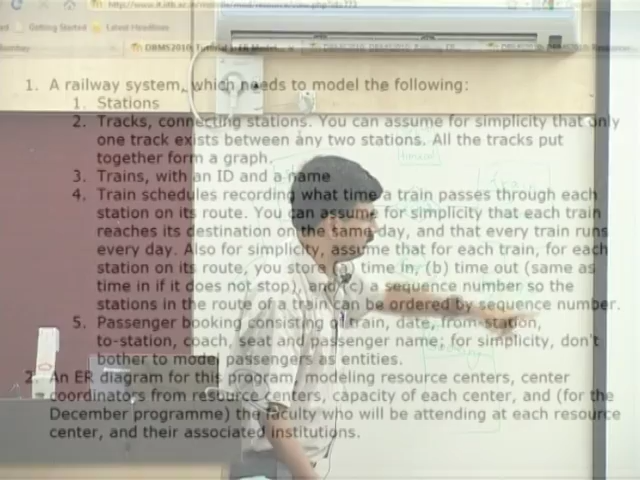 Getting Started
Latest Headlines
1. A railway system, which needs to model the following:
1. Stations
2. Tracks, connecting stations. You can assume for simplicity that only
one track exists between any two stations. All the tracks put
together form a graph.
3. Trains, with an ID and a name
4. Train schedules recording what time a train passes through each
station on its route. You can assume for simplicity that each train
reaches its destination on the same day, and that every train runs
every day. Also for simplicity, assume that for each train, for each
station on its route, you store (a) time in, (b) time out (same as
time in if it does not stop), and (c) a sequence number so the
stations in the route of a train can be ordered by sequence number.
5. Passenger booking consisting of train, date, from-station,
to-station, coach, seat and passenger name; for simplicity, don't
bother to model passengers as entities.
2. An ER diagram for this program, modeling resource centers, center
coordinators from resource centers, capacity of each center, and (for the
December programme) the faculty who will be attending at each resource
center, and their associated institutions.